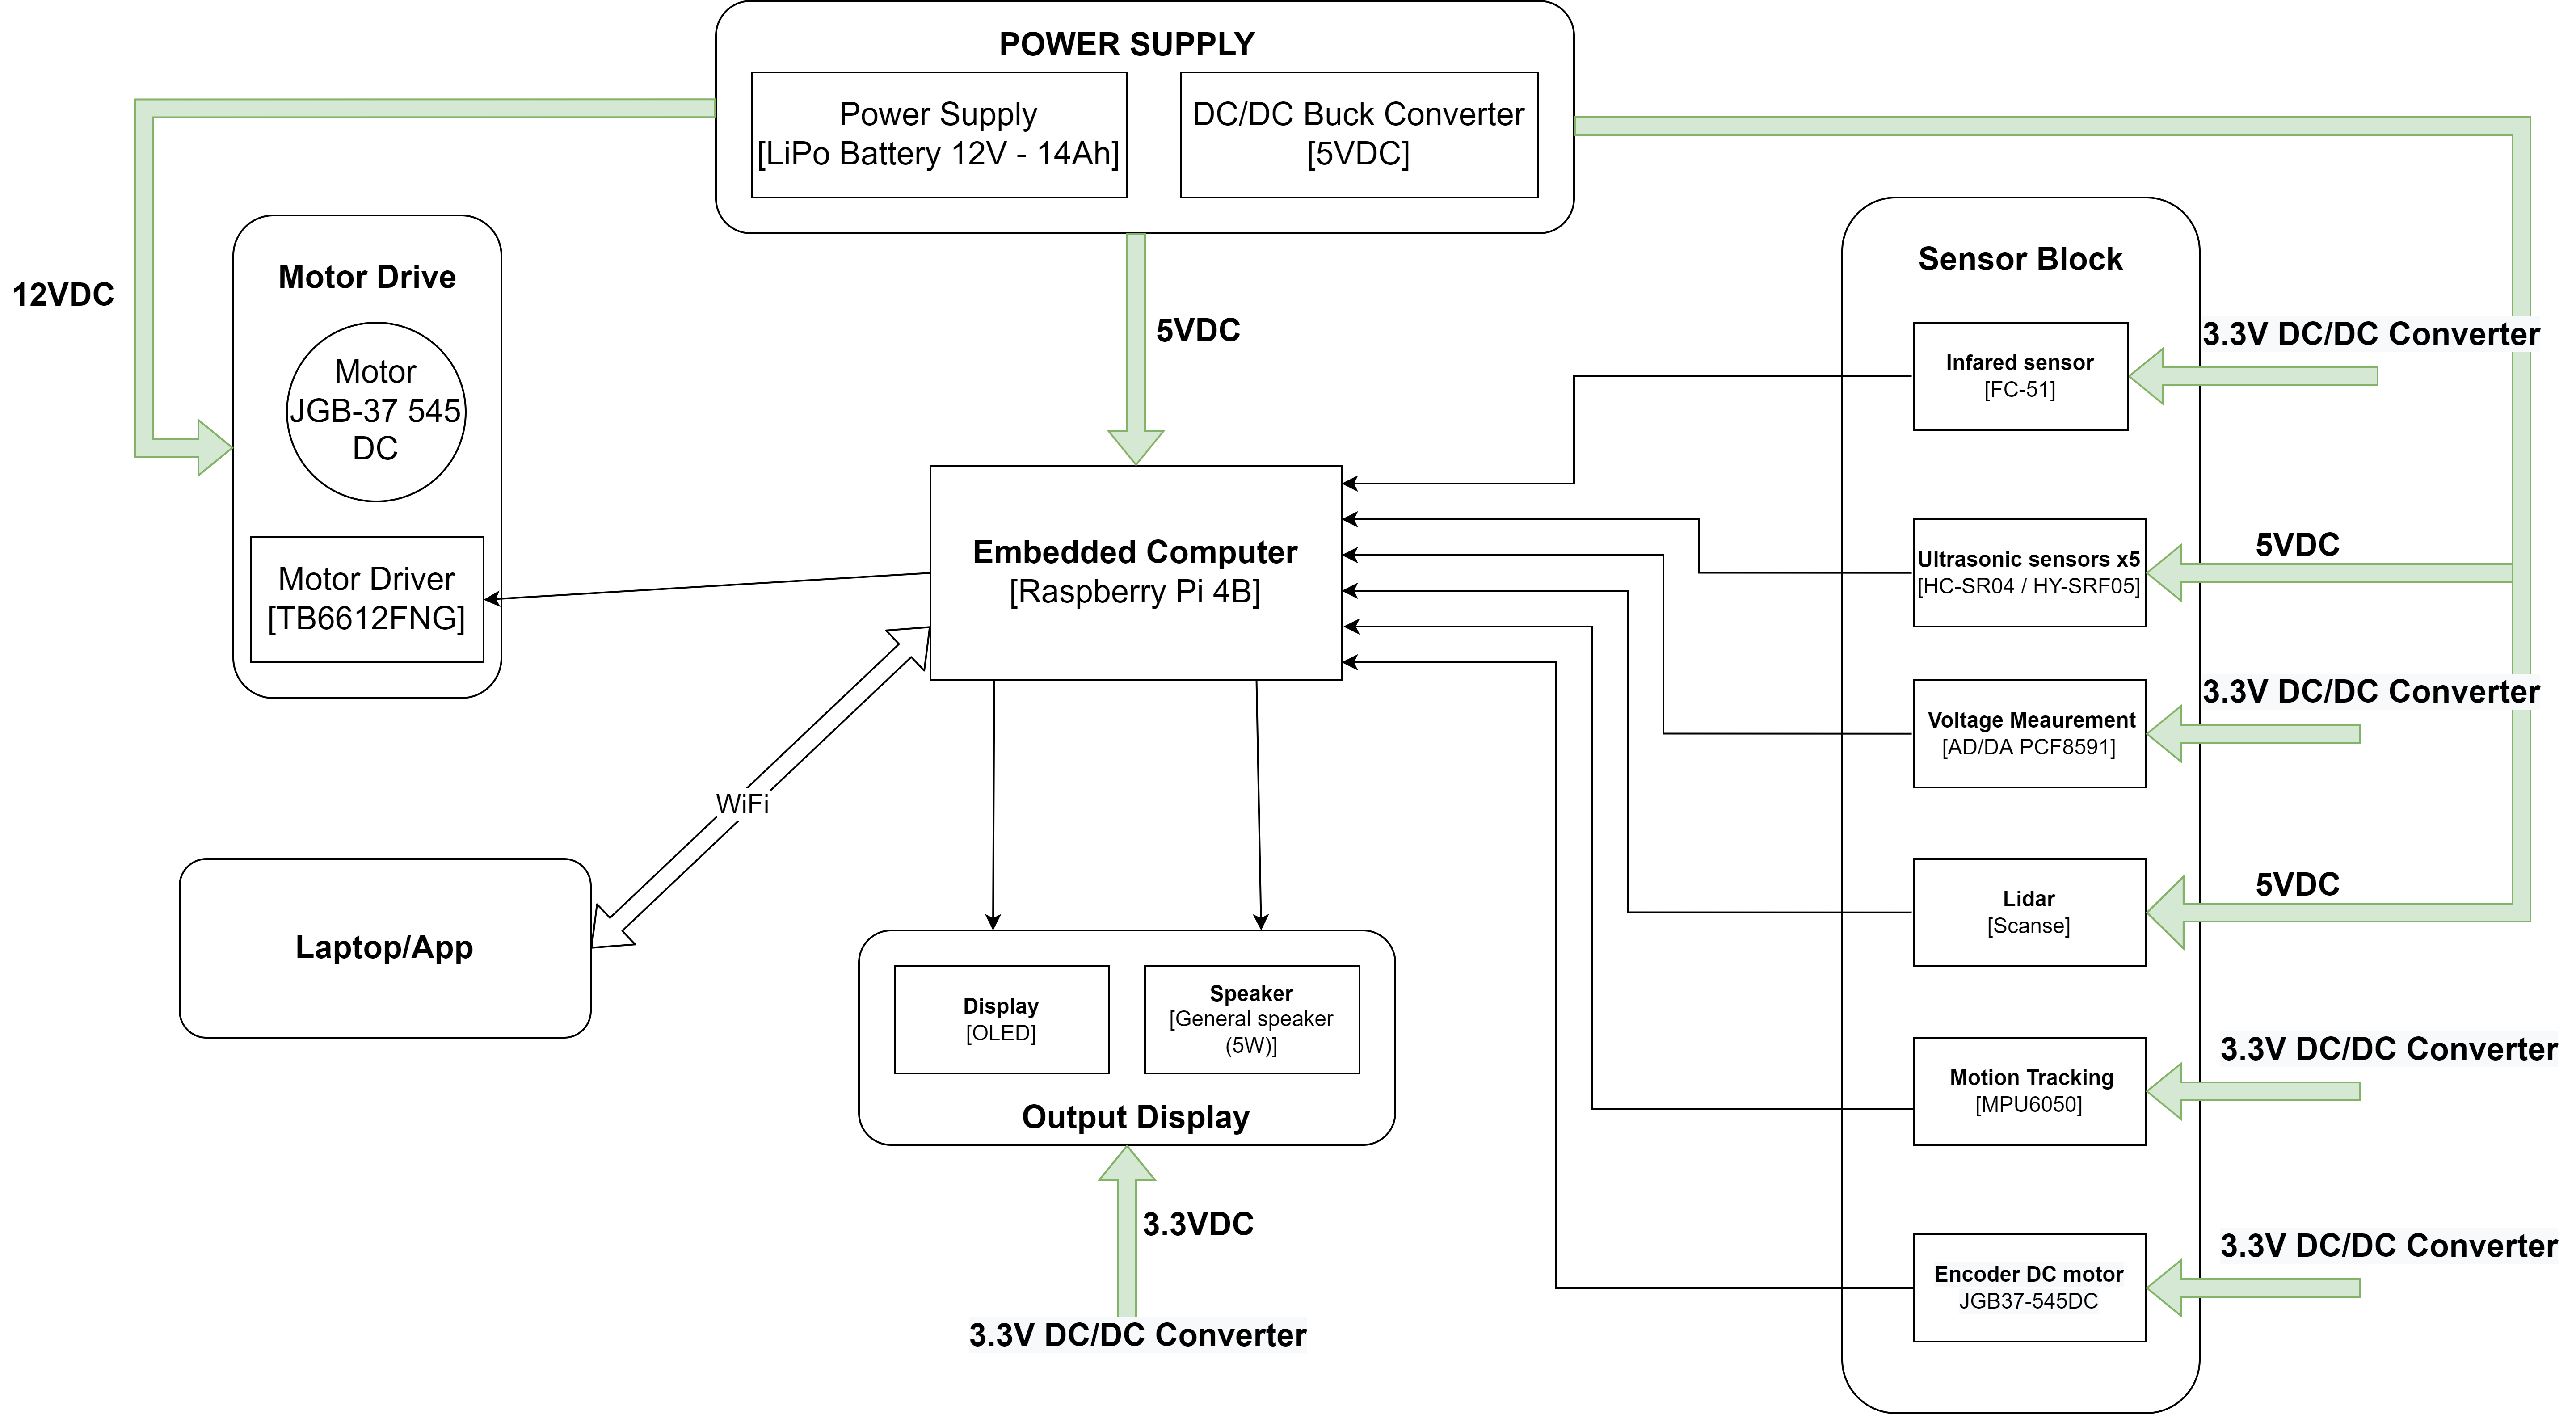 POWER SUPPLY
Power Supply
[LiPo Battery 12V - 14Ah]
DC/DC Buck Converter
[5VDC]
12VDC
Motor Drive
Motor
JGB-37 545
DC
Motor Driver
[TB6612FNG]
5VDC
Embedded Computer
[Raspberry Pi 4B]
WiFi
Laptop/App
Display
[OLED]
Speaker
[General speaker
(5W)]
Output Display
3.3VDC
3.3V DC/DC Converter
Sensor Block
Infared sensor
[FC-51]
3.3V DC/DC Converter
Ultrasonic sensors x5
[HC-SR04 / HY-SRF05]
5VDC
Voltage Meaurement
[AD/DA PCF8591]
3.3V DC/DC Converter
Lidar
[Scanse]
5VDC
Motion Tracking
[MPU6050]
3.3V DC/DC Converter
Encoder DC motor
JGB37-545DC
3.3V DC/DC Converter